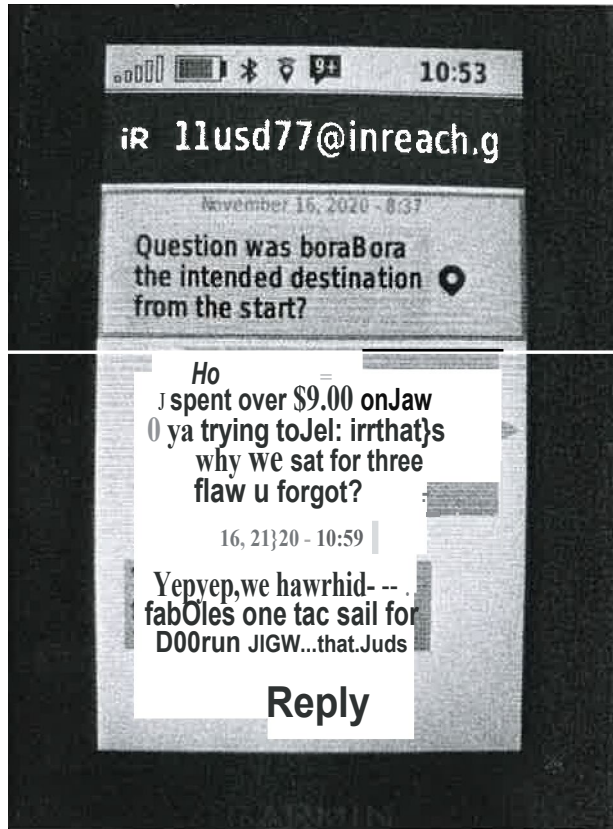 9+ 10:53
iR 11usd77@inreach.g
November 16, 2020 - 8:37
Question was boraBora
the intended destination
from the start?
Ho =
J spent over $9.00 onJaw
0 ya trying toJel: irrthat}s
why we sat for three
flaw u forgot?
16, 21}20 - 10:59
Yepyep,we hawrhid- -- .
fabOles one tac sail for
D00run JIGW...that.Juds
Reply